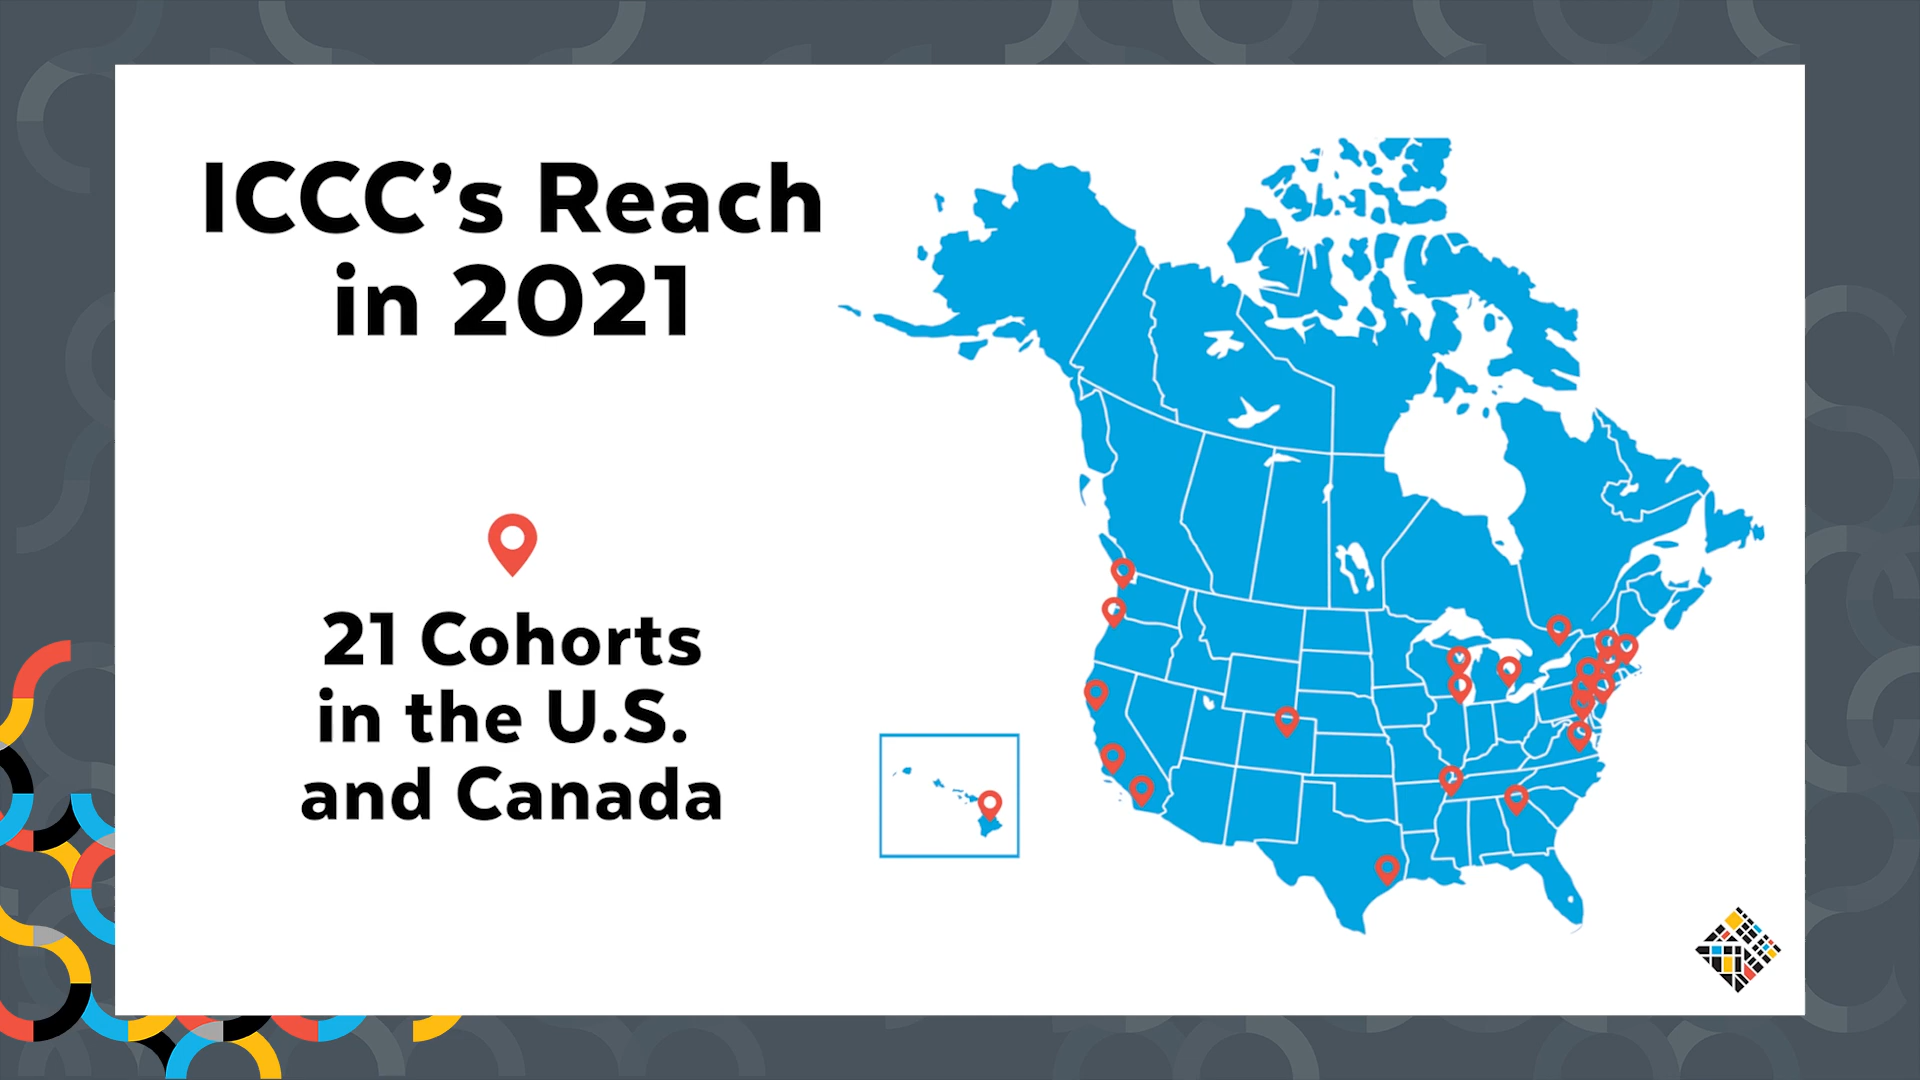 ICCC’s Reach
in 2021
21 Cohorts
in the U.S.
and Canada